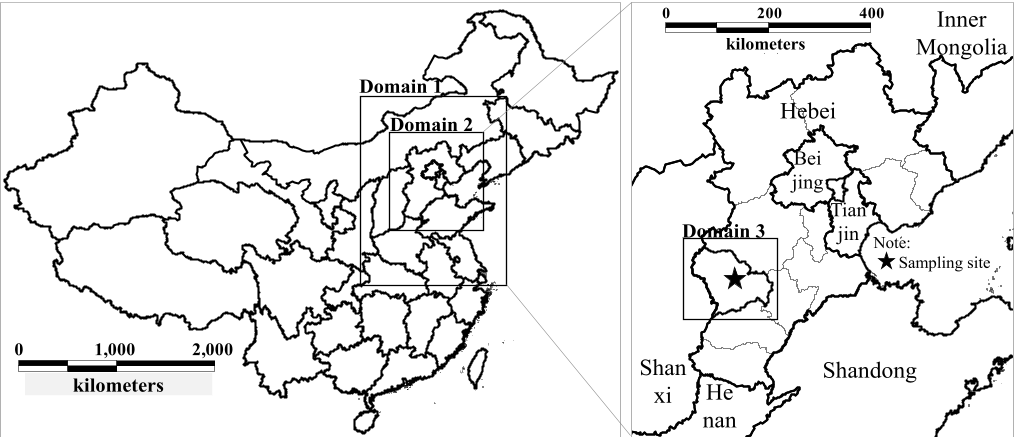 Domain 1
Domain 2
0 1,000 2,000
kilometers
0 200 400
kilometers
Inner
Mongolia
Hebei
Bei
jing
Tian
jin
Domain 3
Note:
★ Sampling site
Shan
xi
He
nan
Shandong